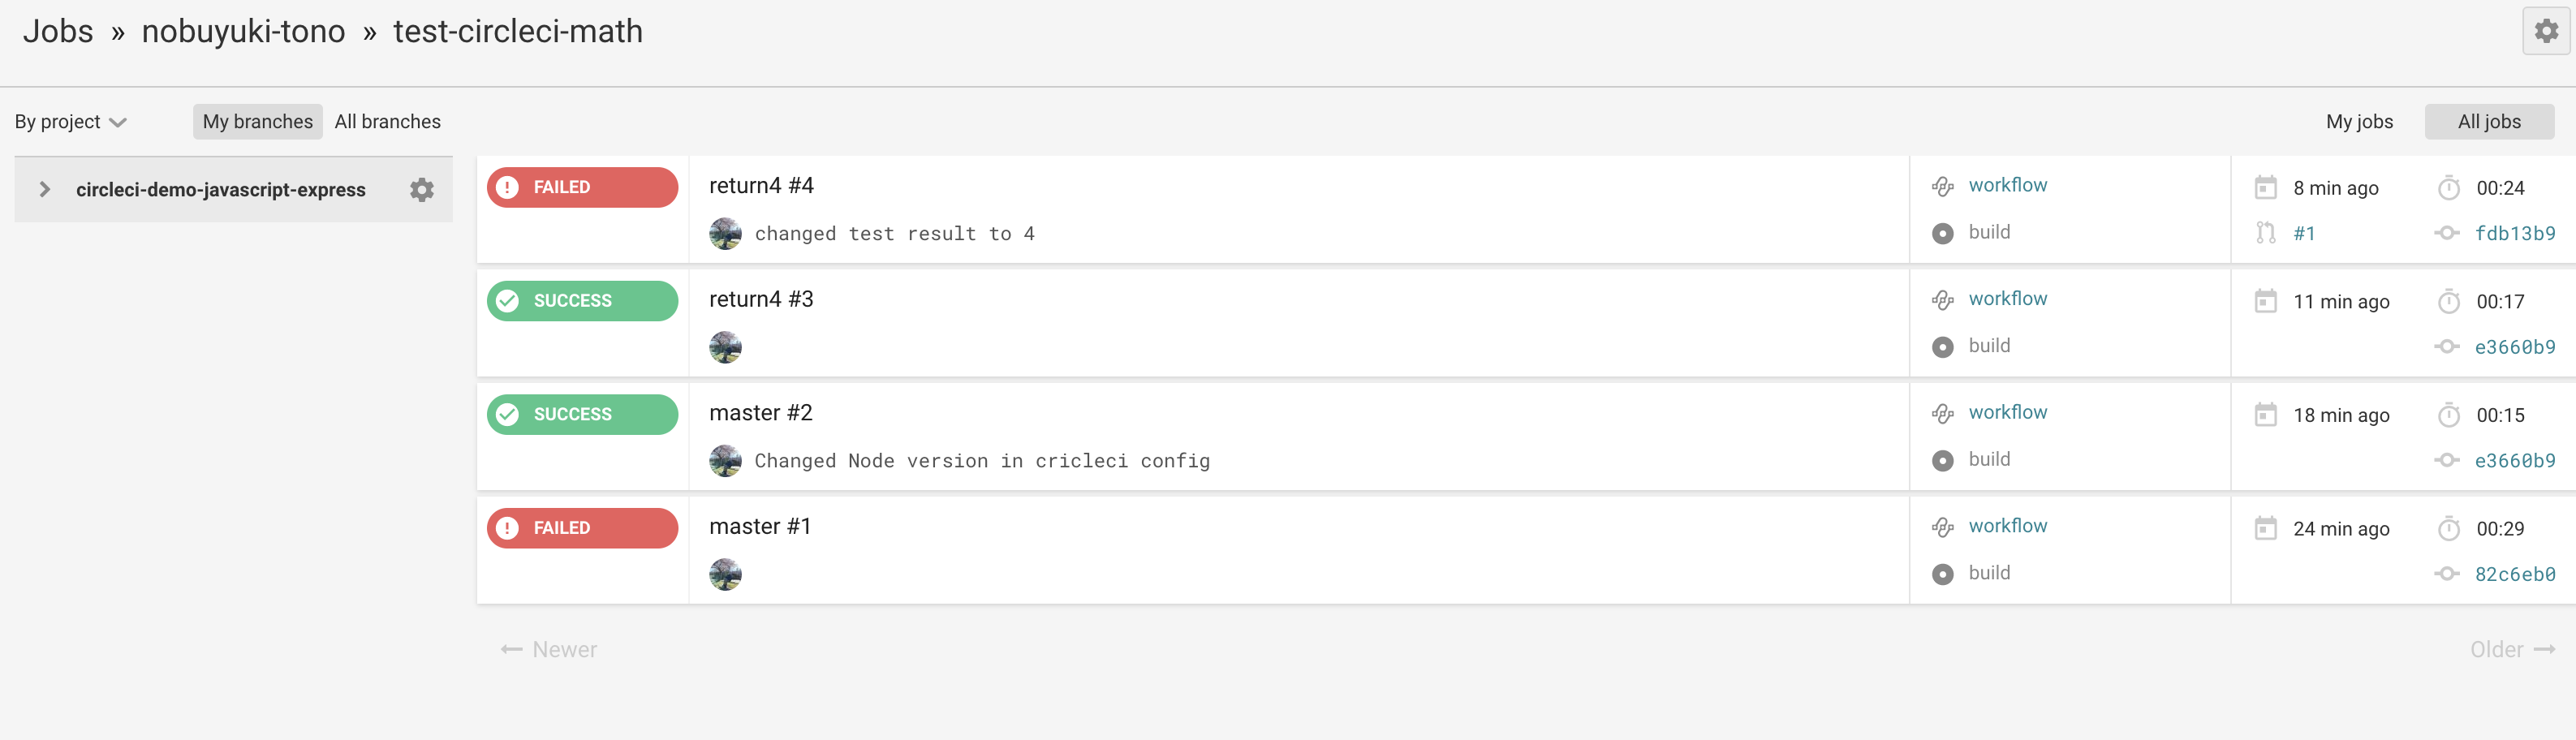 Jobs » nobuyuki-tono » test-circleci-math
By project My branches All branches My jobs All jobs
circleci-demo-javascript-express
FAILED return4 #4 workflow 8 min ago 00:24
changed test result to 4 build #1 fdb13b9
SUCCESS return4 #3 workflow 11 min ago 00:17
build e3660b9
SUCCESS master #2 workflow 18 min ago 00:15
Changed Node version in cricleci config build e3660b9
FAILED master #1 workflow 24 min ago 00:29
build 82c6eb0
← Newer Older →